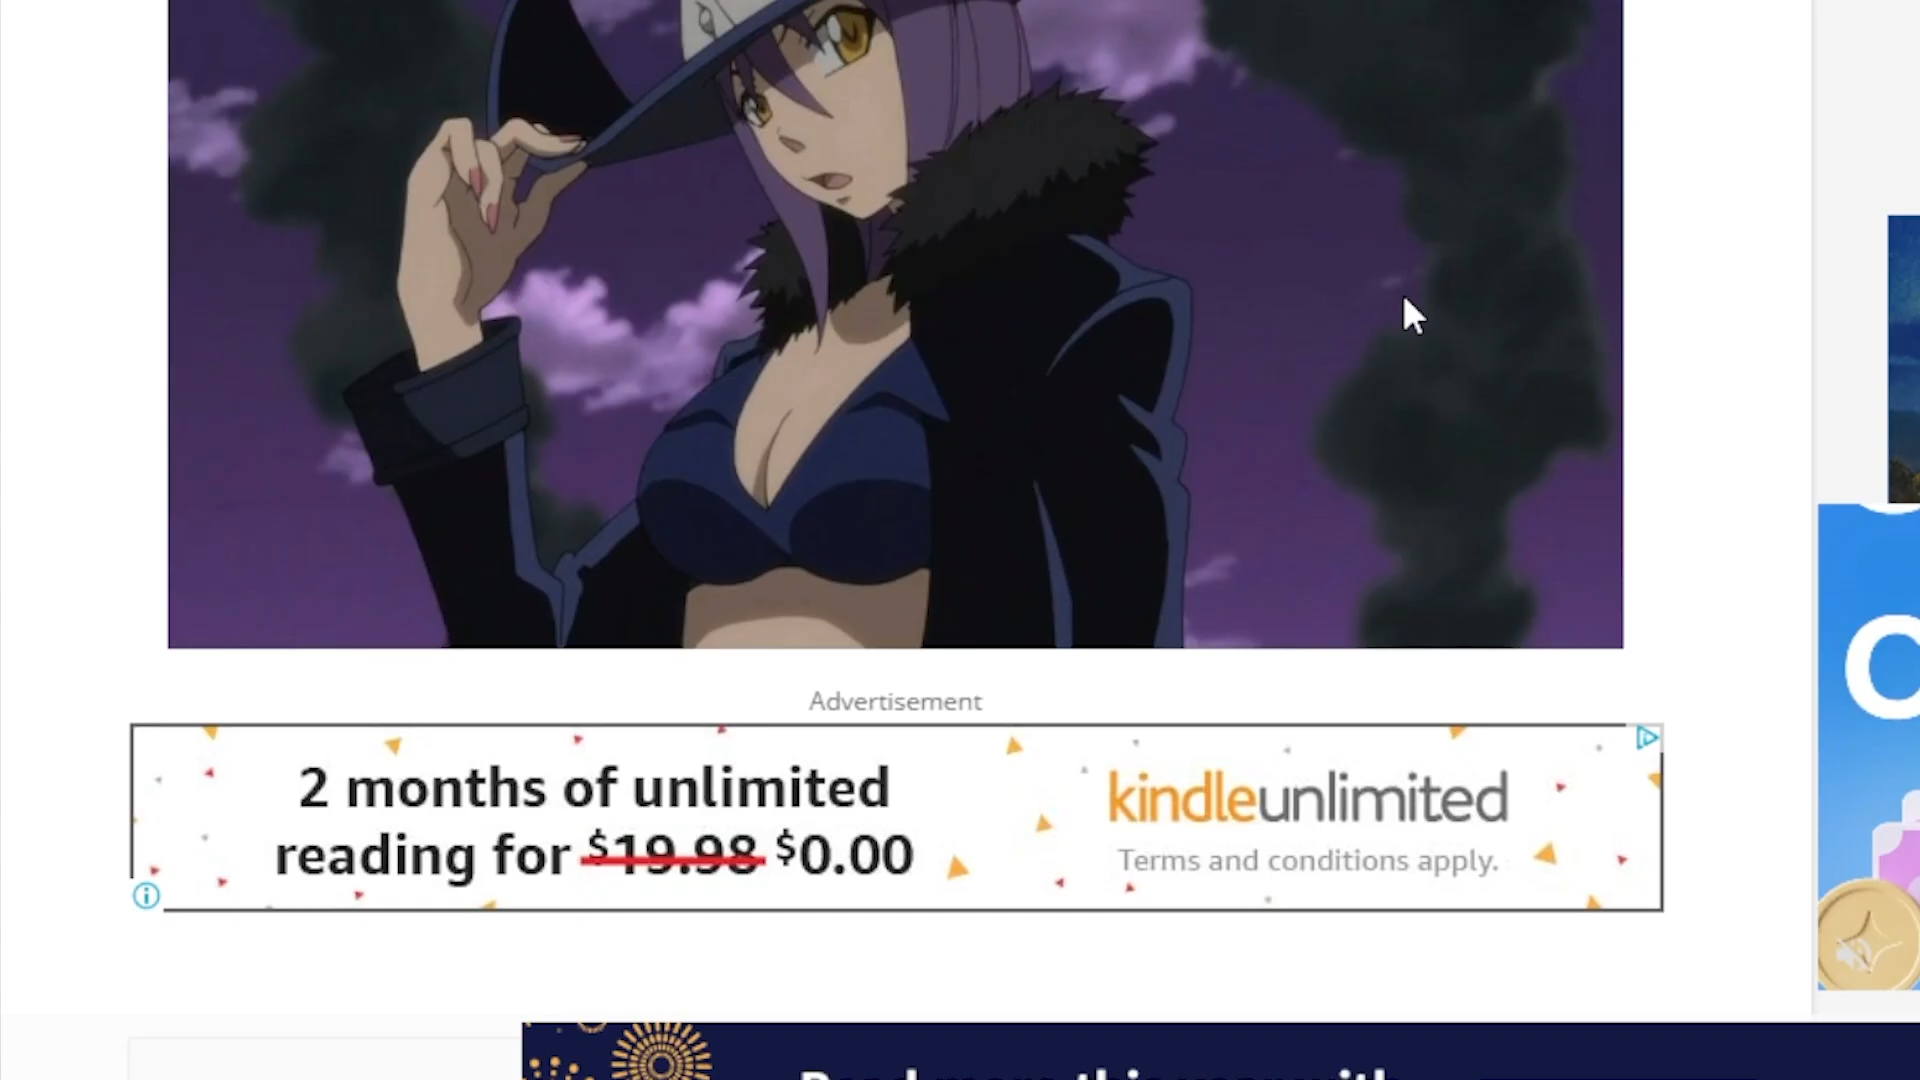 Advertisement
2 months of unlimited
reading for $19.98 $0.00
kindleunlimited
Terms and conditions apply.